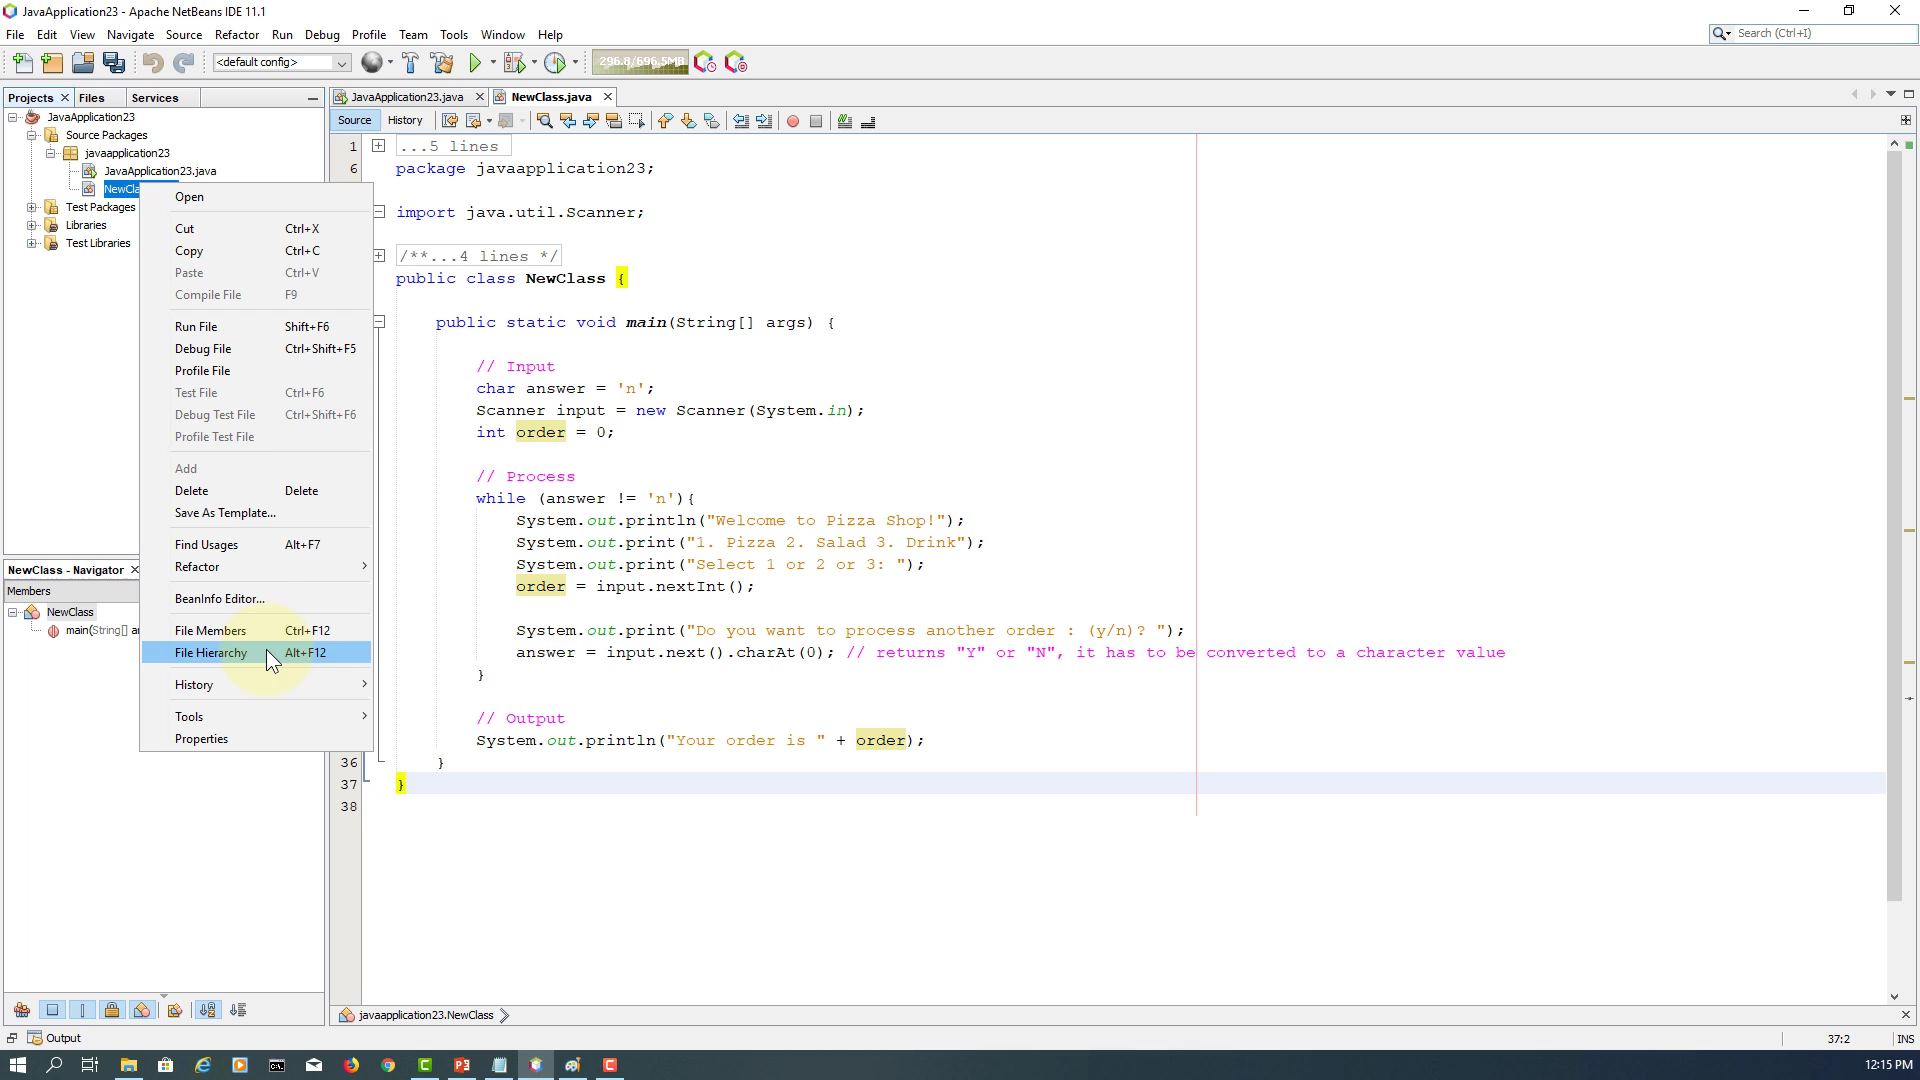 JavaApplication23 - Apache NetBeans IDE 11.1
File Edit View Navigate Source Refactor Run Debug Profile Team Tools Window Help
Search (Ctrl+I)
<default config>
296.8/696.5MB
Projects Files Services
JavaApplication23.java NewClass.java
Source History
JavaApplication23
Source Packages
javaapplication23
JavaApplication23.java
NewCla
Test Packages
Libraries
Test Libraries
Open
Cut Ctrl+X
Copy Ctrl+C
Paste Ctrl+V
Compile File F9
Run File Shift+F6
Debug File Ctrl+Shift+F5
Profile File
Test File Ctrl+F6
Debug Test File Ctrl+Shift+F6
Profile Test File
Add
Delete Delete
Save As Template...
Find Usages Alt+F7
Refactor
BeanInfo Editor...
File Members Ctrl+F12
File Hierarchy Alt+F12
History
Tools
Properties
NewClass - Navigator
Members
NewClass
main(String[] ar
1 ...5 lines
6 package javaapplication23;
import java.util.Scanner;
/**...4 lines */
public class NewClass {
public static void main(String[] args) {
// Input
char answer = 'n';
Scanner input = new Scanner(System.in);
int order = 0;
// Process
while (answer != 'n'){
System.out.println("Welcome to Pizza Shop!");
System.out.print("1. Pizza 2. Salad 3. Drink");
System.out.print("Select 1 or 2 or 3: ");
order = input.nextInt();
System.out.print("Do you want to process another order : (y/n)? ");
answer = input.next().charAt(0); // returns "Y" or "N", it has to be converted to a character value
}
// Output
System.out.println("Your order is " + order);
36 }
37 }
38
javaapplication23.NewClass
Output
37:2 INS
12:15 PM